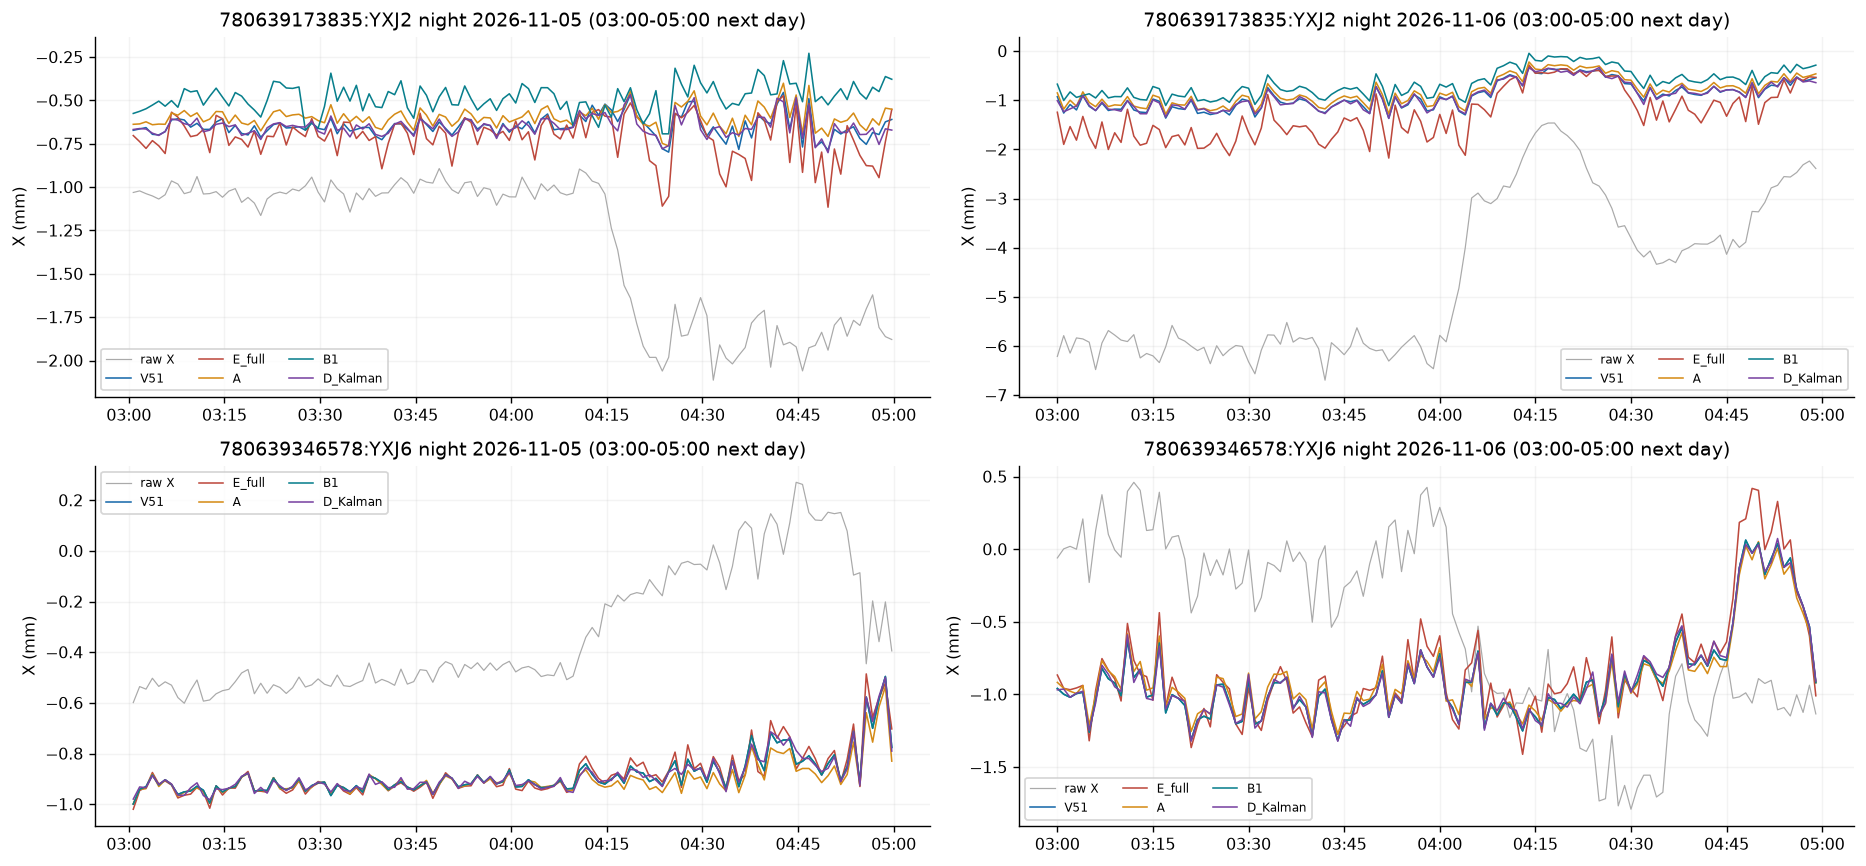 780639173835:YXJ2 night 2026-11-05 (03:00-05:00 next day)
X (mm)
−0.25
−0.50
−0.75
−1.00
−1.25
−1.50
−1.75
−2.00
raw X
V51
E_full
A
B1
D_Kalman
03:00 03:15 03:30 03:45 04:00 04:15 04:30 04:45 05:00
780639173835:YXJ2 night 2026-11-06 (03:00-05:00 next day)
X (mm)
0
−1
−2
−3
−4
−5
−6
−7
raw X
V51
E_full
A
B1
D_Kalman
03:00 03:15 03:30 03:45 04:00 04:15 04:30 04:45 05:00
780639346578:YXJ6 night 2026-11-05 (03:00-05:00 next day)
X (mm)
0.2
0.0
−0.2
−0.4
−0.6
−0.8
−1.0
raw X
V51
E_full
A
B1
D_Kalman
03:00 03:15 03:30 03:45 04:00 04:15 04:30 04:45 05:00
780639346578:YXJ6 night 2026-11-06 (03:00-05:00 next day)
X (mm)
0.5
0.0
−0.5
−1.0
−1.5
raw X
V51
E_full
A
B1
D_Kalman
03:00 03:15 03:30 03:45 04:00 04:15 04:30 04:45 05:00